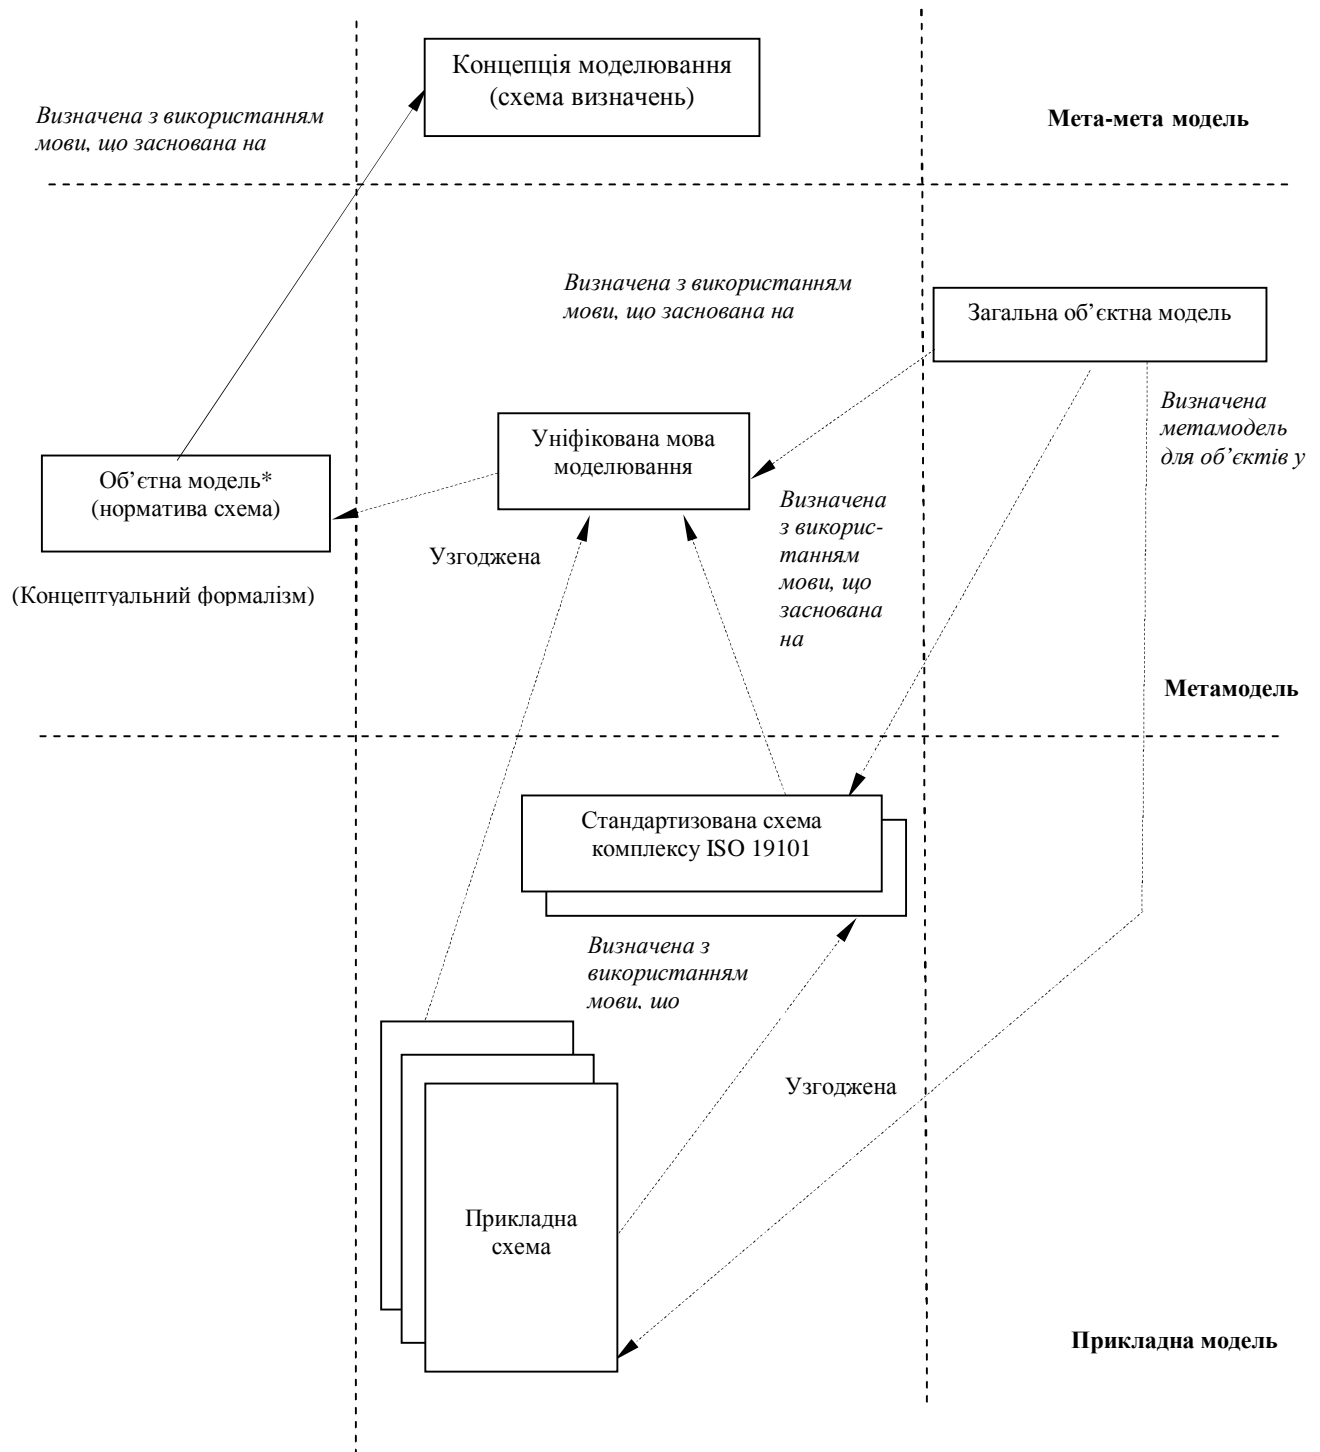 Концепція моделювання
(схема визначень)
Визначена з використанням
мови, що заснована на
Мета-мета модель
Визначена з використанням
мови, що заснована на
Загальна об’єктна модель
Визначена
метамодель
для об’єктів у
Уніфікована мова
моделювання
Об’єтна модель*
(норматива схема)
Визначена
з викорис-
танням
мови, що
заснована
на
Узгоджена
(Концептуальний формалізм)
Метамодель
Стандартизована схема
комплексу ISO 19101
Визначена з
використанням
мови, що
Узгоджена
Прикладна
схема
Прикладна модель